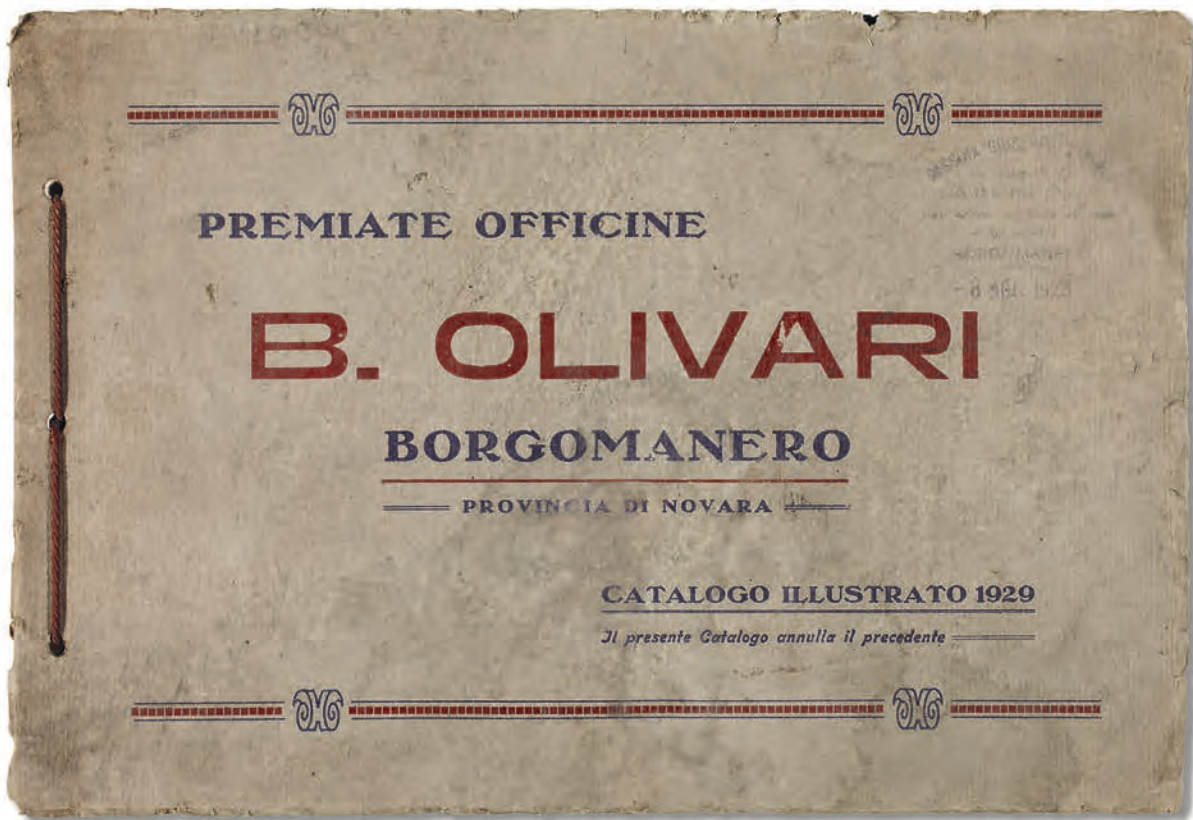 PREMIATE OFFICINE
B. OLIVARI
BORGOMANERO
PROVINCIA DI NOVARA
CATALOGO ILLUSTRATO 1929
Il presente Catalogo annulla il precedente